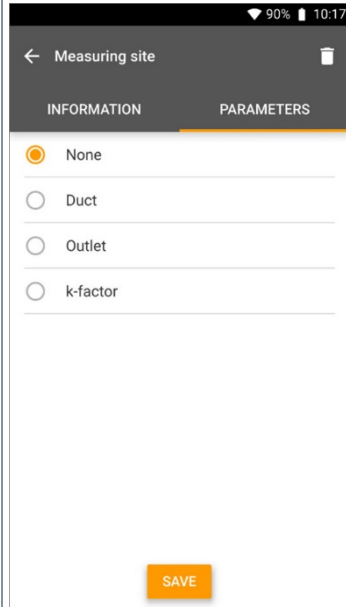 90% 10:17
Measuring site
INFORMATION PARAMETERS
None
Duct
Outlet
k-factor
SAVE